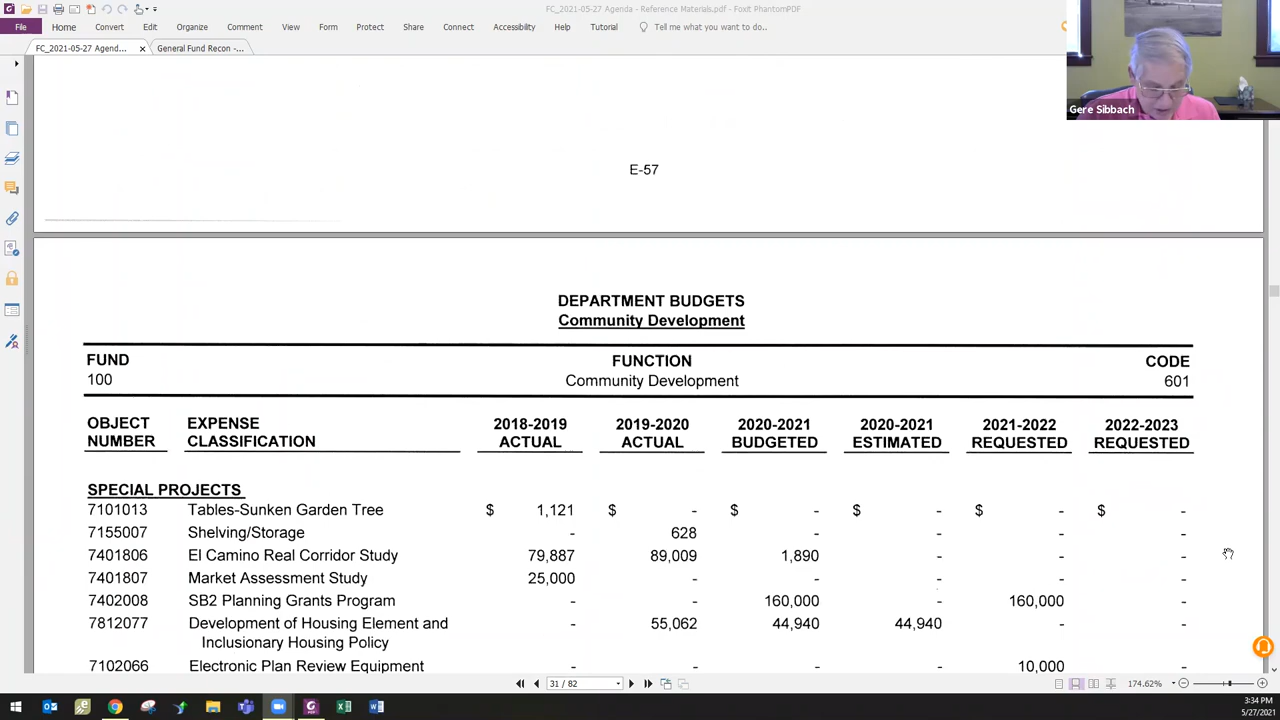 FC_2021-05-27 Agenda - Reference Materials.pdf - Foxit PhantomPDF
File Home Convert Edit Organize Comment View Form Protect Share Connect Accessibility Help Tutorial Tell me what you want to do..
FC_2021-05-27 Agend... General Fund Recon -...
Gere Sibbach
E-57
DEPARTMENT BUDGETS
Community Development
FUND FUNCTION CODE
100 Community Development 601
OBJECT EXPENSE 2018-2019 2019-2020 2020-2021 2020-2021 2021-2022 2022-2023
NUMBER CLASSIFICATION ACTUAL ACTUAL BUDGETED ESTIMATED REQUESTED REQUESTED
SPECIAL PROJECTS
7101013 Tables-Sunken Garden Tree $ 1,121 $ - $ - $ - $ - $ -
7155007 Shelving/Storage - 628 - - - -
7401806 El Camino Real Corridor Study 79,887 89,009 1,890 - - -
7401807 Market Assessment Study 25,000 - - - - -
7402008 SB2 Planning Grants Program - - 160,000 - 160,000 -
7812077 Development of Housing Element and - 55,062 44,940 44,940 - -
Inclusionary Housing Policy
7102066 Electronic Plan Review Equipment - - - - 10,000 -
31 / 82 174.62%
3:34 PM
5/27/2021